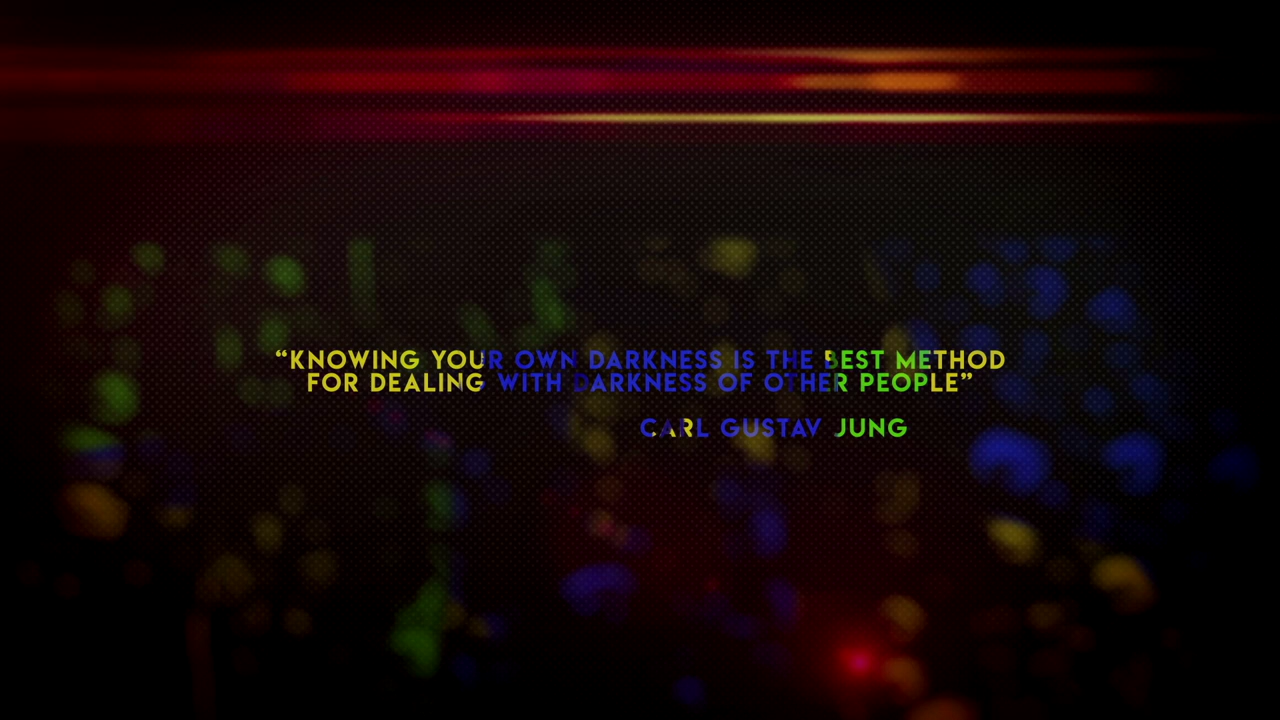 “KNOWING YOUR OWN DARKNESS IS THE BEST METHOD
FOR DEALING WITH DARKNESS OF OTHER PEOPLE”
CARL GUSTAV JUNG